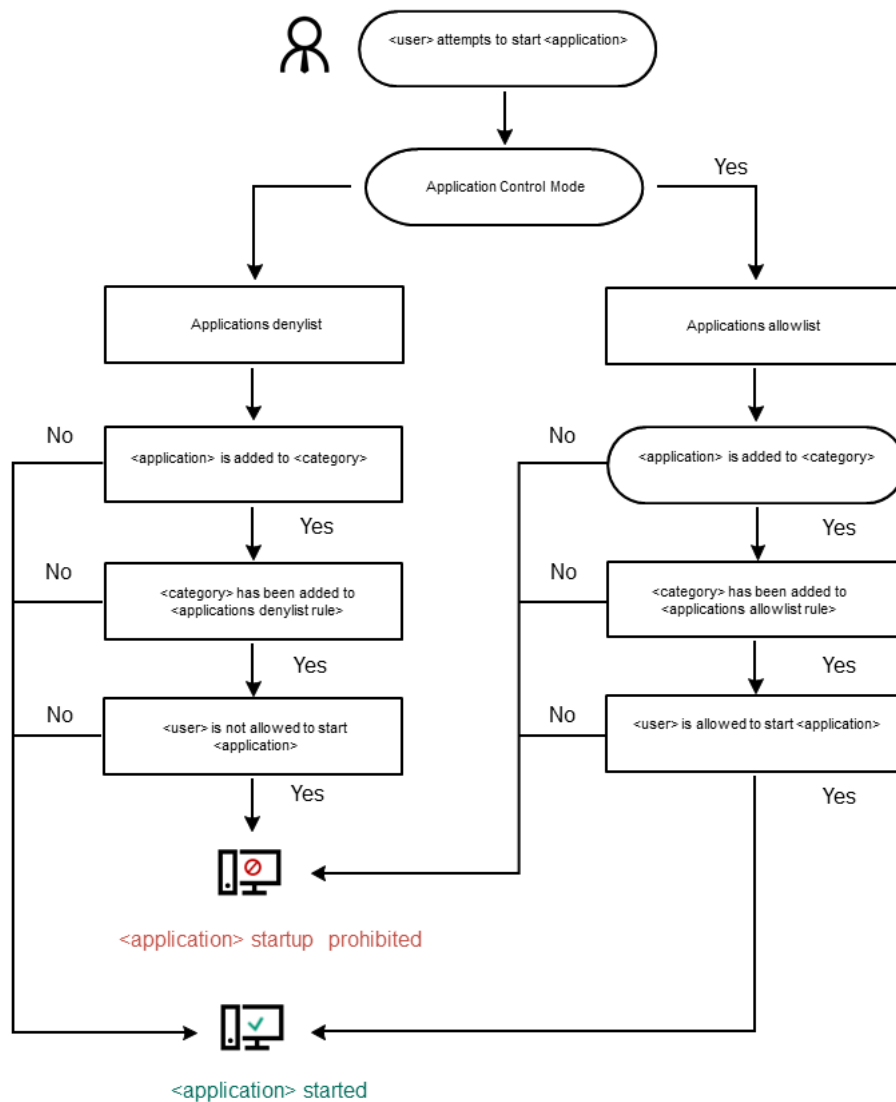 <user> attempts to start <application>
Application Control Mode
Yes
Applications denylist
Applications allowlist
No
<application> is added to <category>
No
<application> is added to <category>
Yes
Yes
No
<category> has been added to
<applications denylist rule>
No
<category> has been added to
<applications allowlist rule>
Yes
Yes
No
<user> is not allowed to start
<application>
No
<user> is allowed to start <application>
Yes
Yes
<application> startup prohibited
<application> started